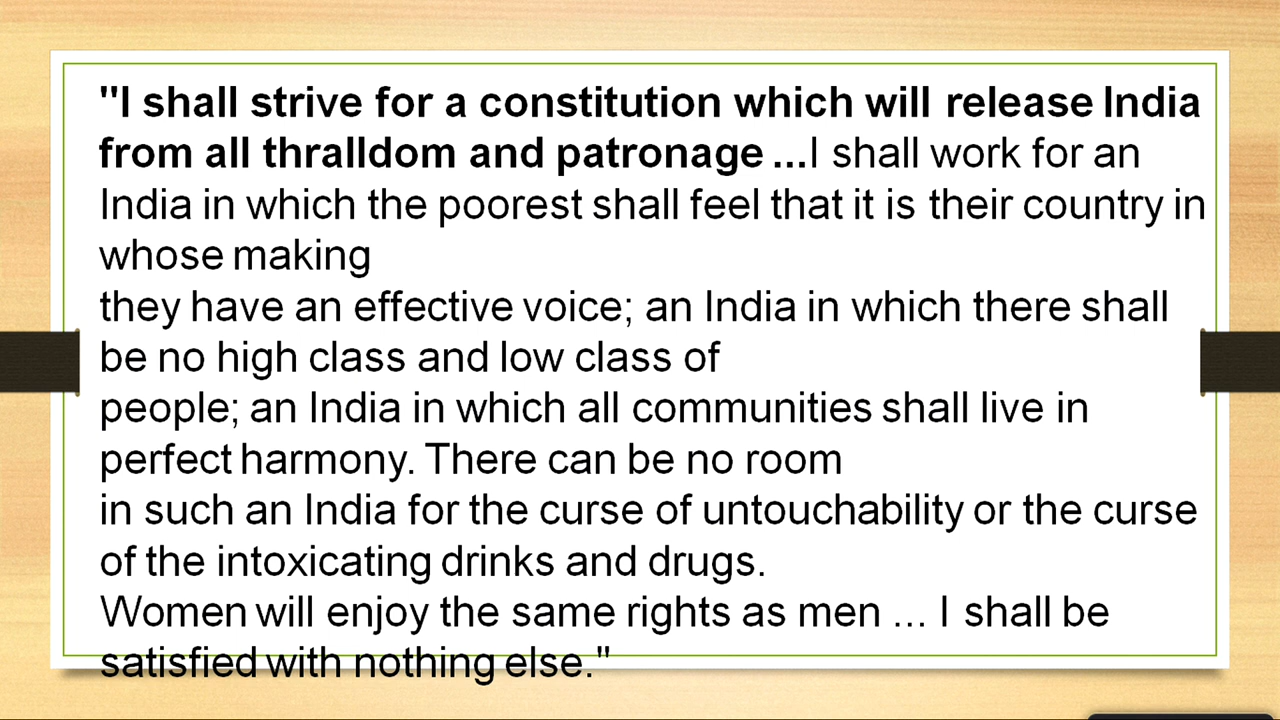 "I shall strive for a constitution which will release India
from all thralldom and patronage ...I shall work for an
India in which the poorest shall feel that it is their country in
whose making
they have an effective voice; an India in which there shall
be no high class and low class of
people; an India in which all communities shall live in
perfect harmony. There can be no room
in such an India for the curse of untouchability or the curse
of the intoxicating drinks and drugs.
Women will enjoy the same rights as men ... I shall be
satisfied with nothing else."